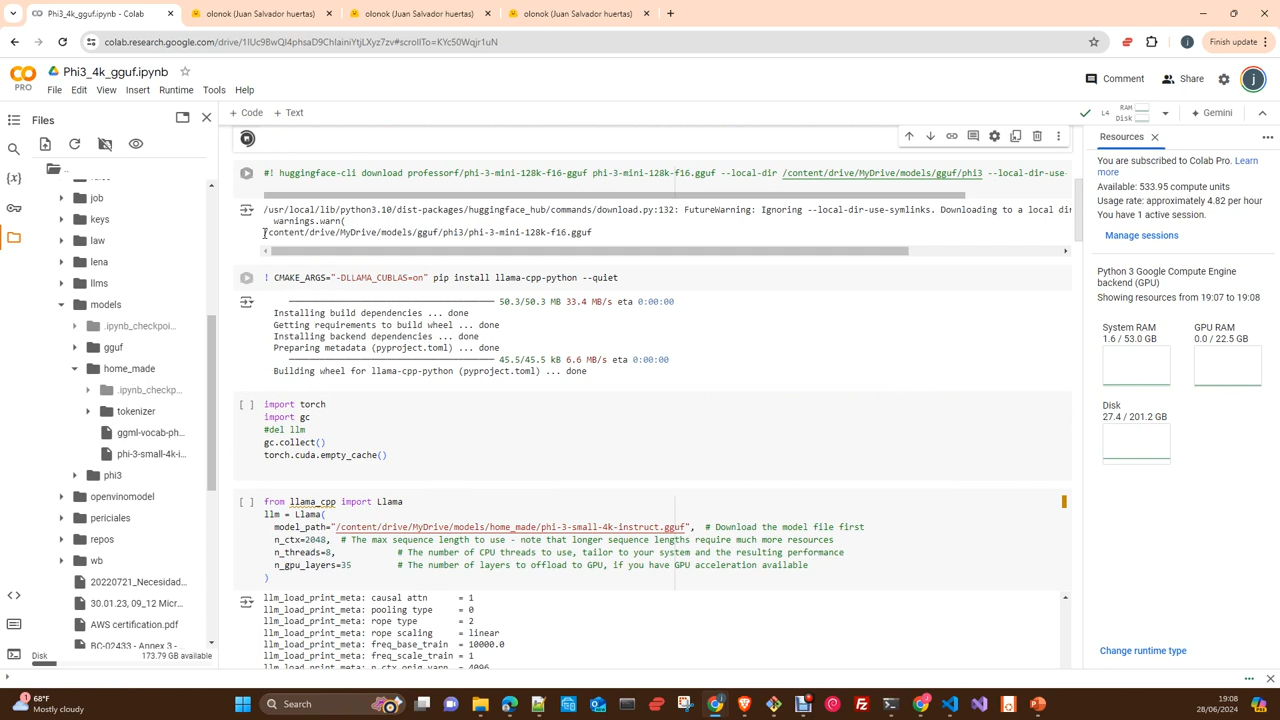 Phi3_4k_gguf.ipynb - Colab
olonok (Juan Salvador huertas)
olonok (Juan Salvador huertas)
olonok (Juan Salvador huertas)
colab.research.google.com/drive/1lUc9BwQl4phsaD9ChIainiYtjLXyz7zv#scrollTo=KYc50Wqjr1uN
Finish update
PRO
Phi3_4k_gguf.ipynb
File Edit View Insert Runtime Tools Help
Comment
Share
j
Files
+ Code + Text
L4
RAM
Disk
Gemini
..
job
keys
law
lena
llms
models
.ipynb_checkpoi...
gguf
home_made
.ipynb_checkp...
tokenizer
ggml-vocab-ph...
phi-3-small-4k-i...
phi3
openvinomodel
periciales
repos
wb
20220721_Necesidad...
30.01.23, 09_12 Micr...
AWS certification.pdf
BC-02433 - Annex 3 -
Disk
173.79 GB available
#! huggingface-cli download professorf/phi-3-mini-128k-f16-gguf phi-3-mini-128k-f16.gguf --local-dir /content/drive/MyDrive/models/gguf/phi3 --local-dir-use-
/usr/local/lib/python3.10/dist-packages/huggingface_hub/commands/download.py:132: FutureWarning: Ignoring --local-dir-use-symlinks. Downloading to a local dir
warnings.warn(
/content/drive/MyDrive/models/gguf/phi3/phi-3-mini-128k-f16.gguf
! CMAKE_ARGS="-DLLAMA_CUBLAS=on" pip install llama-cpp-python --quiet
50.3/50.3 MB 33.4 MB/s eta 0:00:00
Installing build dependencies ... done
Getting requirements to build wheel ... done
Installing backend dependencies ... done
Preparing metadata (pyproject.toml) ... done
45.5/45.5 kB 6.6 MB/s eta 0:00:00
Building wheel for llama-cpp-python (pyproject.toml) ... done
[ ] import torch
import gc
#del llm
gc.collect()
torch.cuda.empty_cache()
[ ] from llama_cpp import Llama
llm = Llama(
model_path="/content/drive/MyDrive/models/home_made/phi-3-small-4k-instruct.gguf", # Download the model file first
n_ctx=2048, # The max sequence length to use - note that longer sequence lengths require much more resources
n_threads=8, # The number of CPU threads to use, tailor to your system and the resulting performance
n_gpu_layers=35 # The number of layers to offload to GPU, if you have GPU acceleration available
)
llm_load_print_meta: causal attn = 1
llm_load_print_meta: pooling type = 0
llm_load_print_meta: rope type = 2
llm_load_print_meta: rope scaling = linear
llm_load_print_meta: freq_base_train = 10000.0
llm_load_print_meta: freq_scale_train = 1
llm_load_print_meta: n_ctx_orig_yarn = 4096
Resources
You are subscribed to Colab Pro. Learn
more
Available: 533.95 compute units
Usage rate: approximately 4.82 per hour
You have 1 active session.
Manage sessions
Python 3 Google Compute Engine
backend (GPU)
Showing resources from 19:07 to 19:08
System RAM
1.6 / 53.0 GB
GPU RAM
0.0 / 22.5 GB
Disk
27.4 / 201.2 GB
Change runtime type
68°F
Mostly cloudy
Search
19:08
28/06/2024